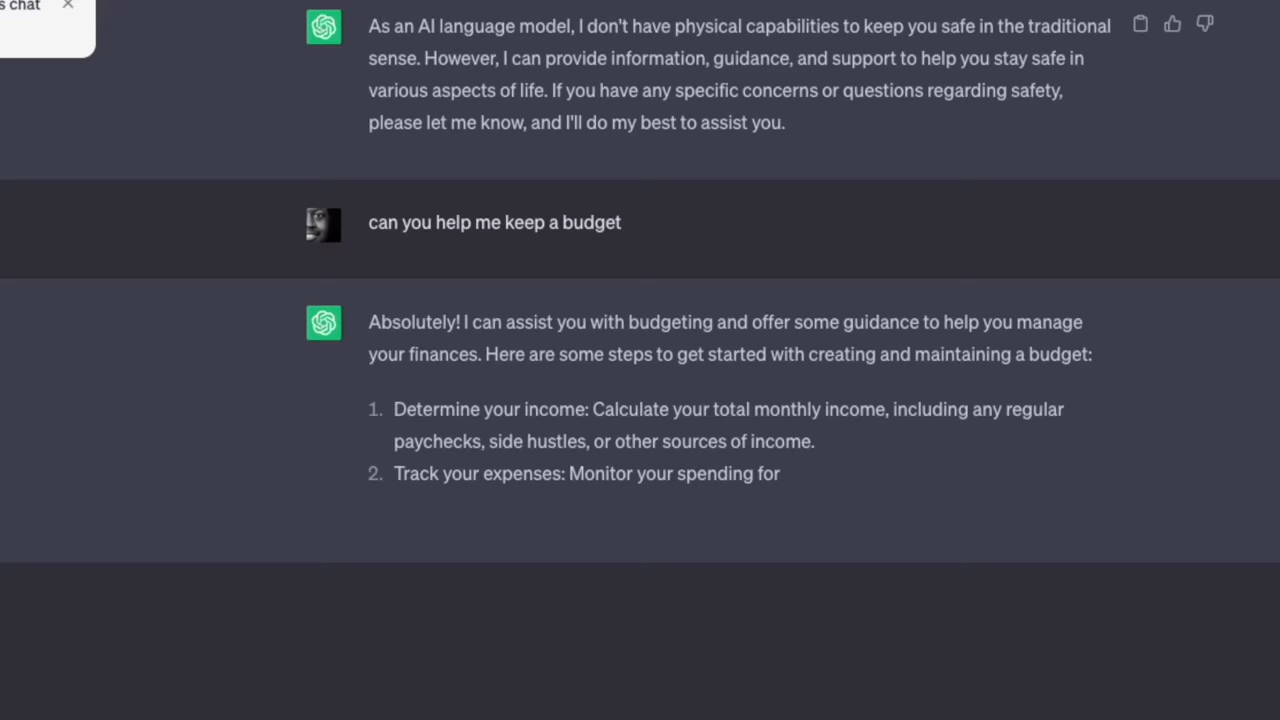 s chat
As an AI language model, I don't have physical capabilities to keep you safe in the traditional
sense. However, I can provide information, guidance, and support to help you stay safe in
various aspects of life. If you have any specific concerns or questions regarding safety,
please let me know, and I'll do my best to assist you.
can you help me keep a budget
Absolutely! I can assist you with budgeting and offer some guidance to help you manage
your finances. Here are some steps to get started with creating and maintaining a budget:
1. Determine your income: Calculate your total monthly income, including any regular
paychecks, side hustles, or other sources of income.
2. Track your expenses: Monitor your spending for